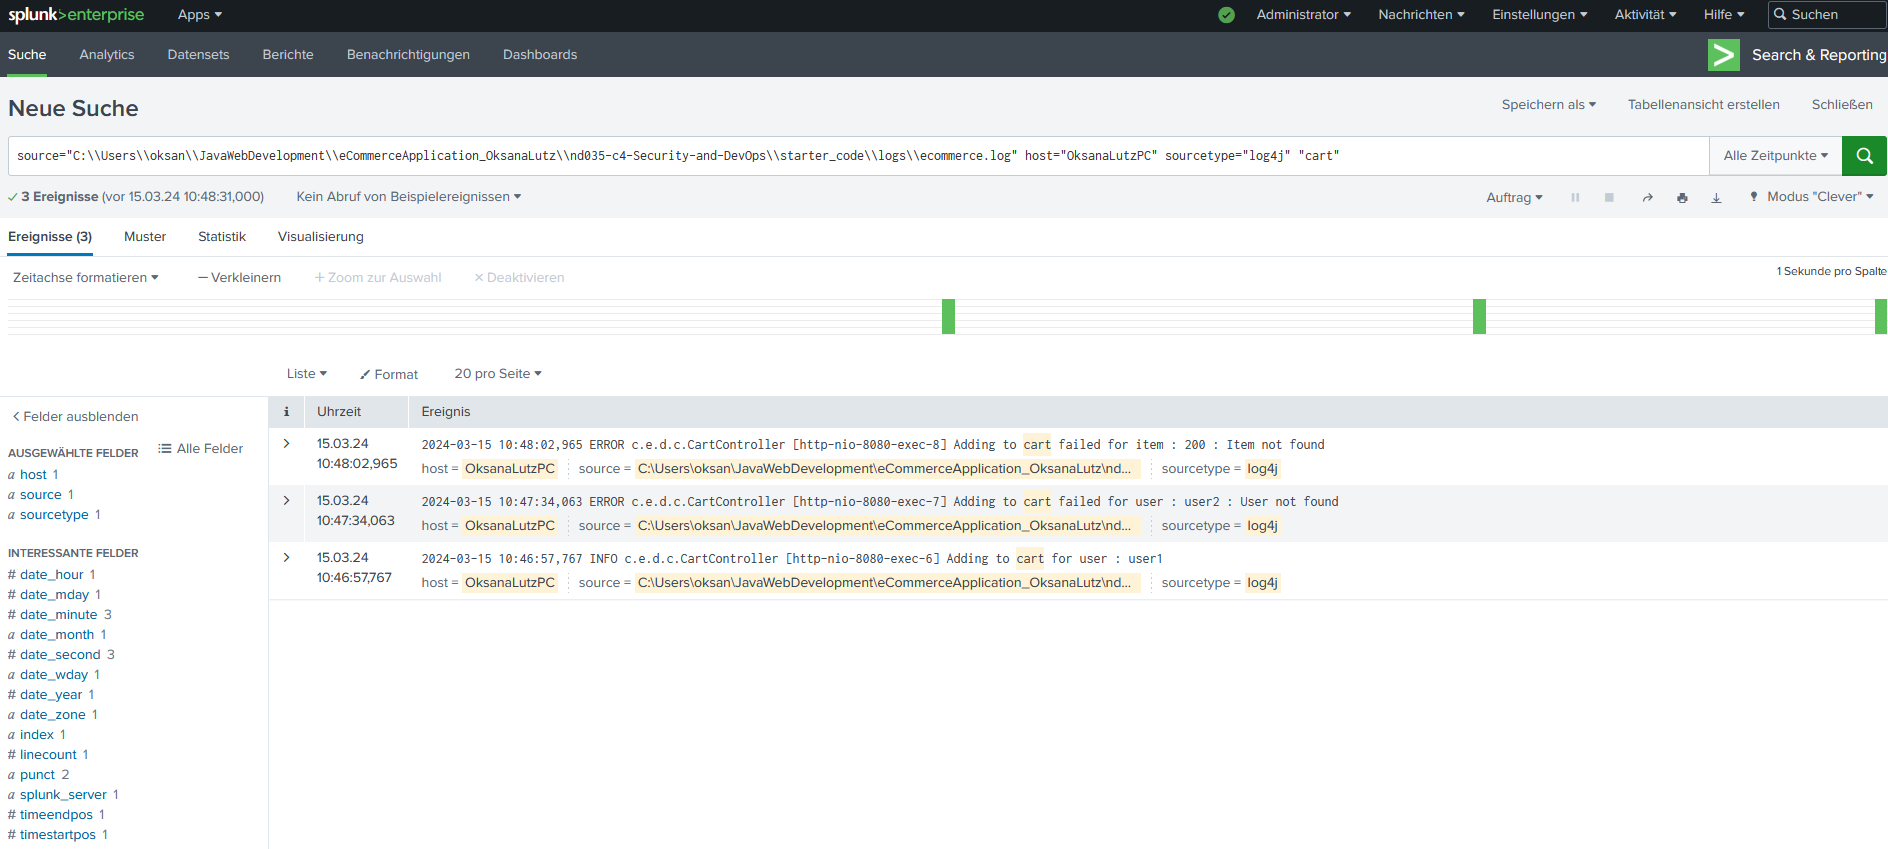 splunk>enterprise Apps Administrator Nachrichten Einstellungen Aktivität Hilfe Suchen
Suche Analytics Datensets Berichte Benachrichtigungen Dashboards Search & Reporting
Neue Suche Speichern als Tabellenansicht erstellen Schließen
source="C:\\Users\\oksan\\JavaWebDevelopment\\eCommerceApplication_OksanaLutz\\nd035-c4-Security-and-DevOps\\starter_code\\logs\\ecommerce.log" host="OksanaLutzPC" sourcetype="log4j" "cart" Alle Zeitpunkte
3 Ereignisse (vor 15.03.24 10:48:31,000) Kein Abruf von Beispielereignissen Auftrag Modus "Clever"
Ereignisse (3) Muster Statistik Visualisierung
Zeitachse formatieren — Verkleinern + Zoom zur Auswahl × Deaktivieren 1 Sekunde pro Spalte
Liste Format 20 pro Seite
< Felder ausblenden
AUSGEWÄHLTE FELDER Alle Felder
a host 1
a source 1
a sourcetype 1
INTERESSANTE FELDER
# date_hour 1
# date_mday 1
# date_minute 3
a date_month 1
# date_second 3
a date_wday 1
# date_year 1
a date_zone 1
a index 1
# linecount 1
a punct 2
a splunk_server 1
# timeendpos 1
# timestartpos 1
i Uhrzeit Ereignis
> 15.03.24 2024-03-15 10:48:02,965 ERROR c.e.d.c.CartController [http-nio-8080-exec-8] Adding to cart failed for item : 200 : Item not found
10:48:02,965 host = OksanaLutzPC source = C:\Users\oksan\JavaWebDevelopment\eCommerceApplication_OksanaLutz\nd... sourcetype = log4j
> 15.03.24 2024-03-15 10:47:34,063 ERROR c.e.d.c.CartController [http-nio-8080-exec-7] Adding to cart failed for user : user2 : User not found
10:47:34,063 host = OksanaLutzPC source = C:\Users\oksan\JavaWebDevelopment\eCommerceApplication_OksanaLutz\nd... sourcetype = log4j
> 15.03.24 2024-03-15 10:46:57,767 INFO c.e.d.c.CartController [http-nio-8080-exec-6] Adding to cart for user : user1
10:46:57,767 host = OksanaLutzPC source = C:\Users\oksan\JavaWebDevelopment\eCommerceApplication_OksanaLutz\nd... sourcetype = log4j